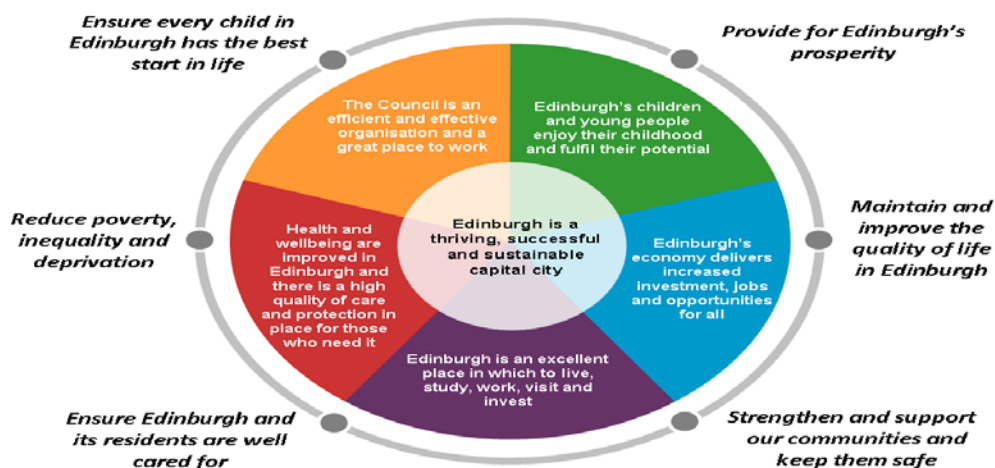 Ensure every child in
Edinburgh has the best
start in life
Provide for Edinburgh's
prosperity
The Council is an
efficient and effective
organisation and a
great place to work
Edinburgh's children
and young people
enjoy their childhood
and fulfil their potential
Reduce poverty,
inequality and
deprivation
Health and
wellbeing are
improved in
Edinburgh and
there is a high
quality of care
and protection in
place for those
who need it
Edinburgh is a
thriving, successful
and sustainable
capital city
Edinburgh's
economy delivers
increased
investment, jobs
and opportunities
for all
Maintain and
improve the
quality of life
in Edinburgh
Edinburgh is an excellent
place in which to live,
study, work, visit and
invest
Ensure Edinburgh and
its residents are well
cared for
Strengthen and support
our communities and
keep them safe